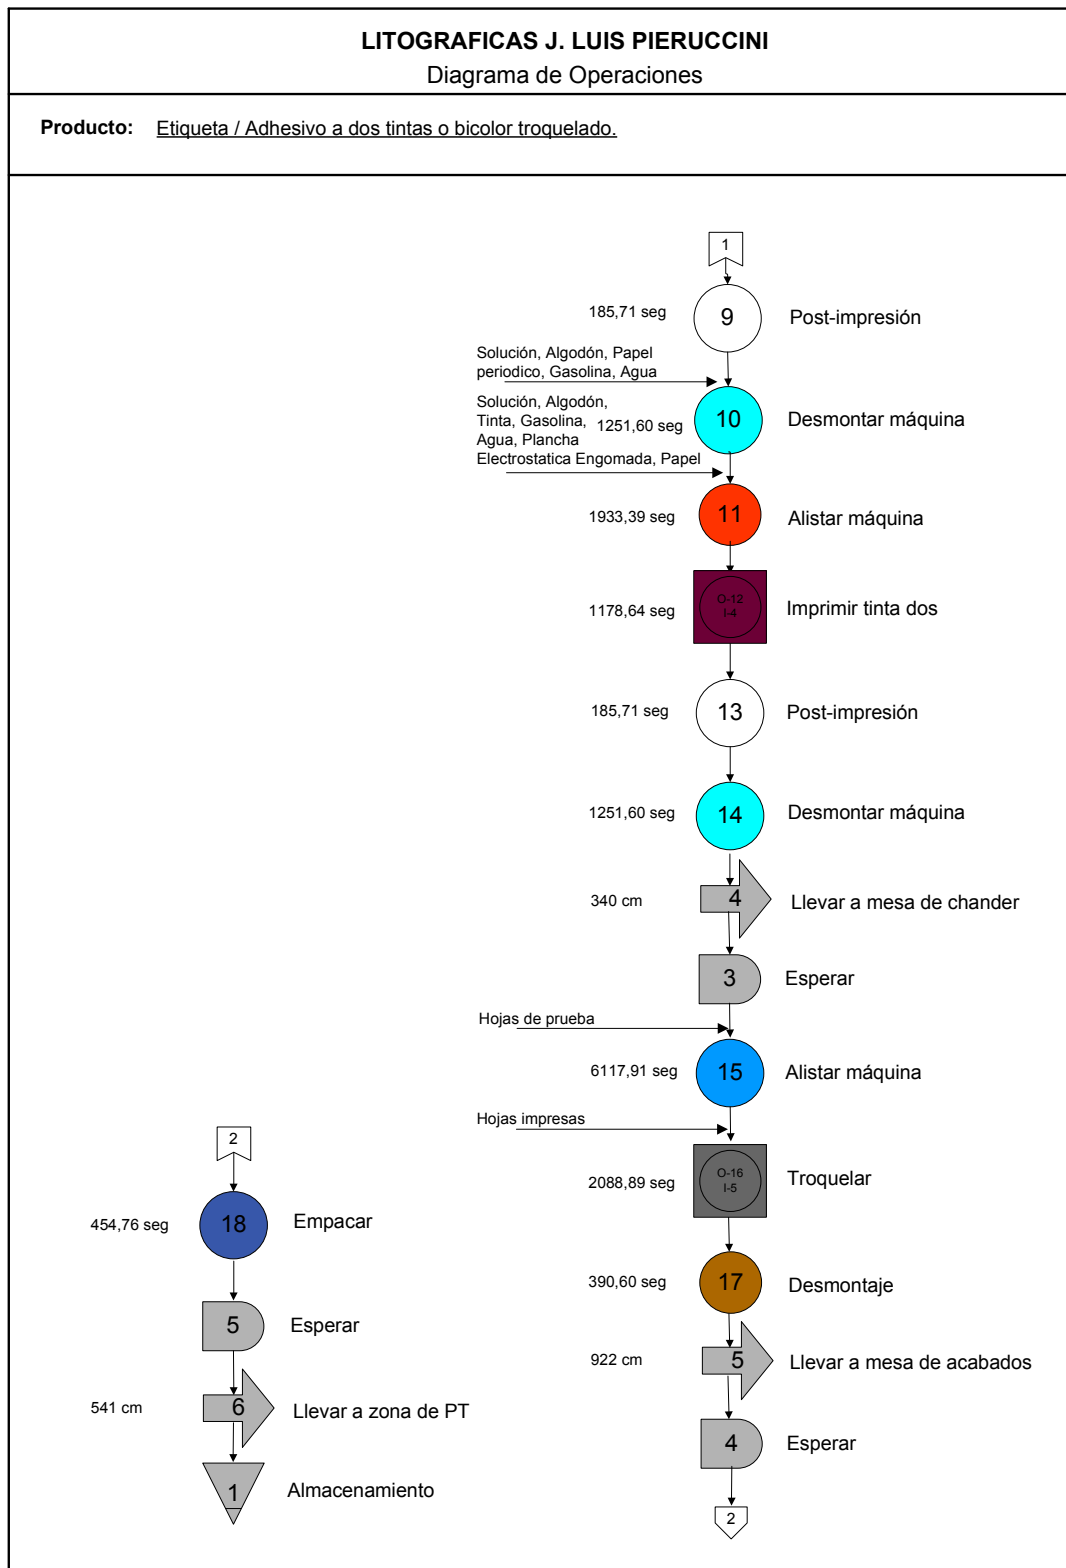 LITOGRAFICAS J. LUIS PIERUCCINI
Diagrama de Operaciones
Producto: Etiqueta / Adhesivo a dos tintas o bicolor troquelado.
1
185,71 seg 9 Post-impresión
Solución, Algodón, Papel
periodico, Gasolina, Agua
Solución, Algodón,
Tinta, Gasolina,
Agua, Plancha
Electrostatica Engomada, Papel
1251,60 seg 10 Desmontar máquina
1933,39 seg 11 Alistar máquina
O-12
I-4
1178,64 seg Imprimir tinta dos
185,71 seg 13 Post-impresión
1251,60 seg 14 Desmontar máquina
340 cm 4 Llevar a mesa de chander
3 Esperar
Hojas de prueba
6117,91 seg 15 Alistar máquina
Hojas impresas
O-16
I-5
2088,89 seg Troquelar
390,60 seg 17 Desmontaje
922 cm 5 Llevar a mesa de acabados
4 Esperar
2
2
454,76 seg 18 Empacar
5 Esperar
541 cm 6 Llevar a zona de PT
1 Almacenamiento